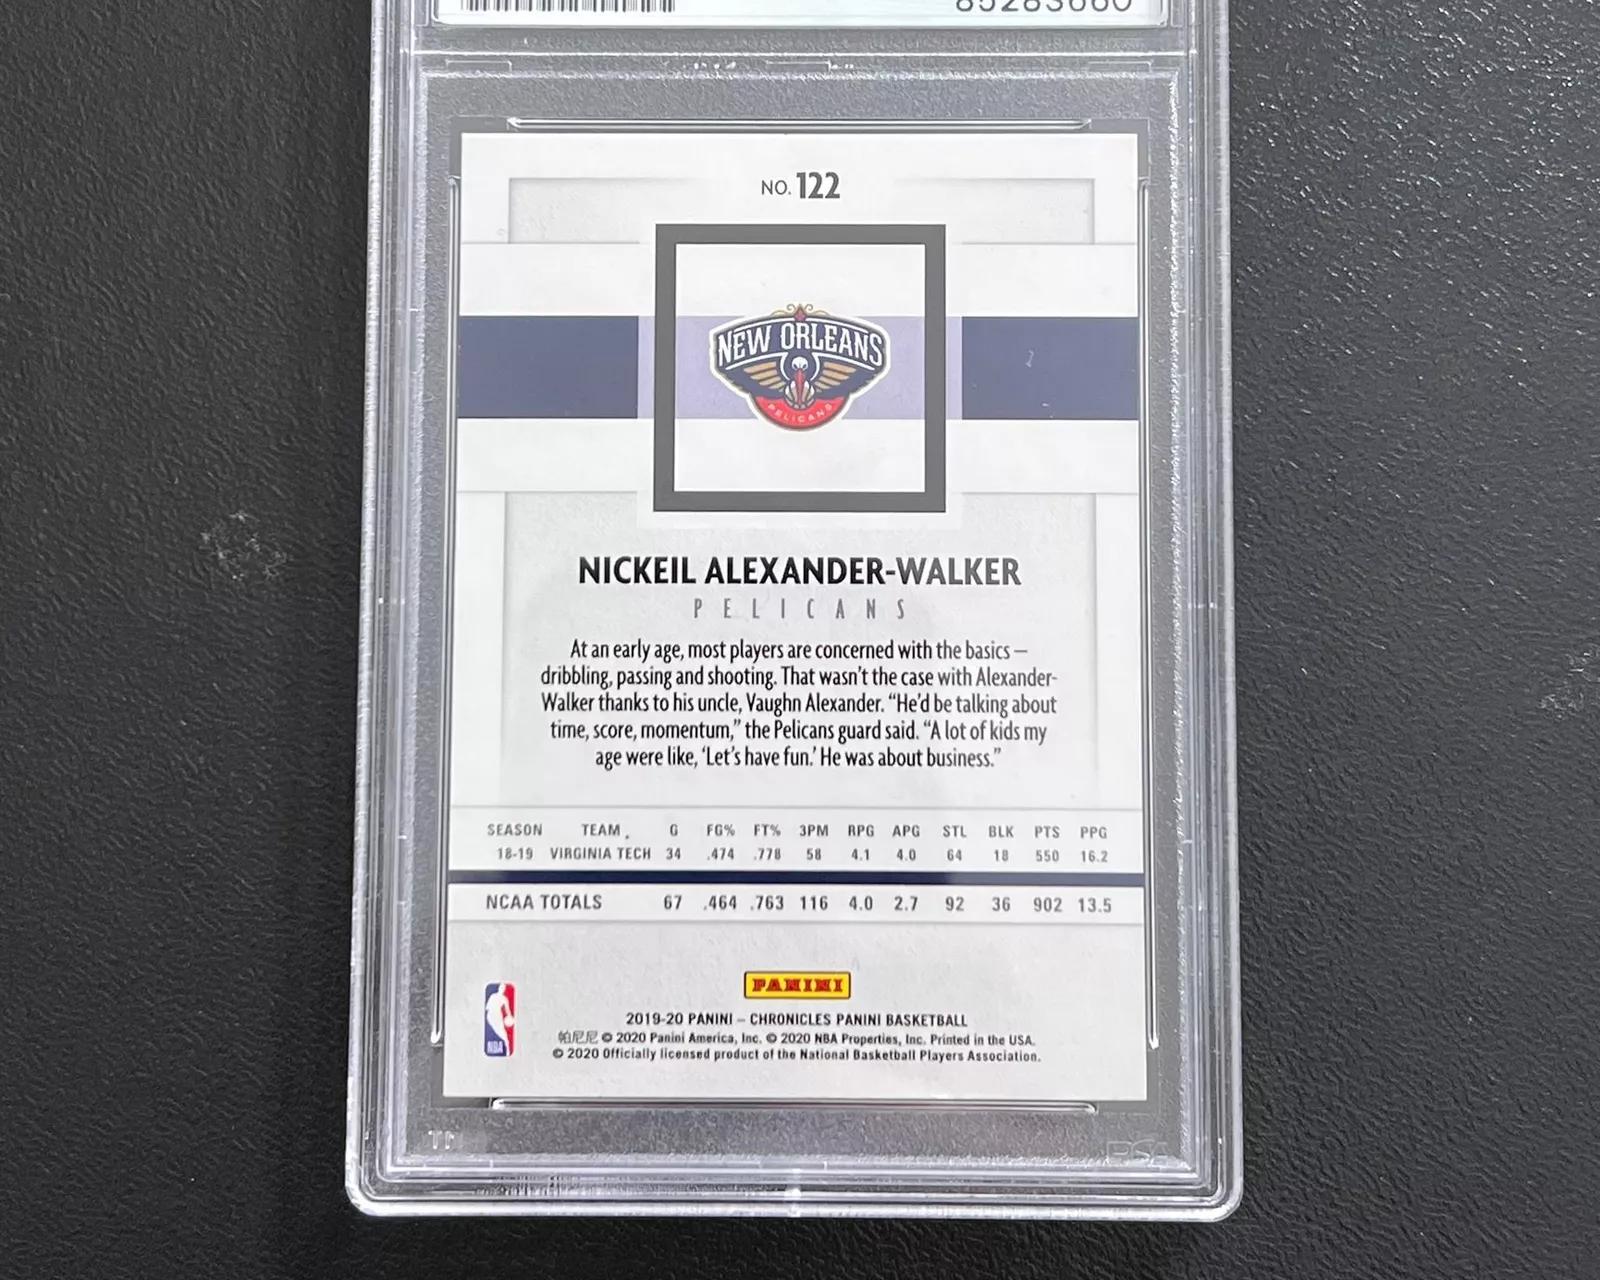 NO. 122
NEW ORLEANS
PELICANS
NICKEIL ALEXANDER-WALKER
PELICANS
At an early age, most players are concerned with the basics –
dribbling, passing and shooting. That wasn't the case with Alexander-
Walker thanks to his uncle, Vaughn Alexander. “He'd be talking about
time, score, momentum,” the Pelicans guard said. “A lot of kids my
age were like, ‘Let's have fun.’ He was about business.”
SEASON TEAM G FG% FT% 3PM RPG APG STL BLK PTS PPG
18-19 VIRGINIA TECH 34 .474 .778 58 4.1 4.0 64 18 550 16.2
NCAA TOTALS 67 .464 .763 116 4.0 2.7 92 36 902 13.5
PANINI
NBA
2019-20 PANINI – CHRONICLES PANINI BASKETBALL
帕尼尼 © 2020 Panini America, Inc. © 2020 NBA Properties, Inc. Printed in the USA.
© 2020 Officially licensed product of the National Basketball Players Association.
PSA